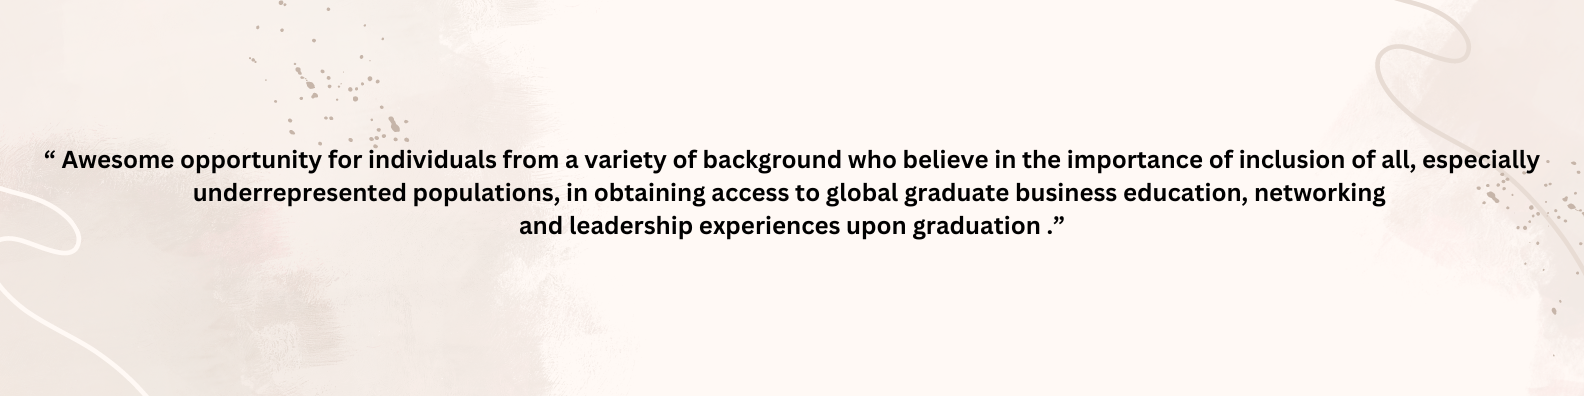 “ Awesome opportunity for individuals from a variety of background who believe in the importance of inclusion of all, especially
underrepresented populations, in obtaining access to global graduate business education, networking
and leadership experiences upon graduation .”